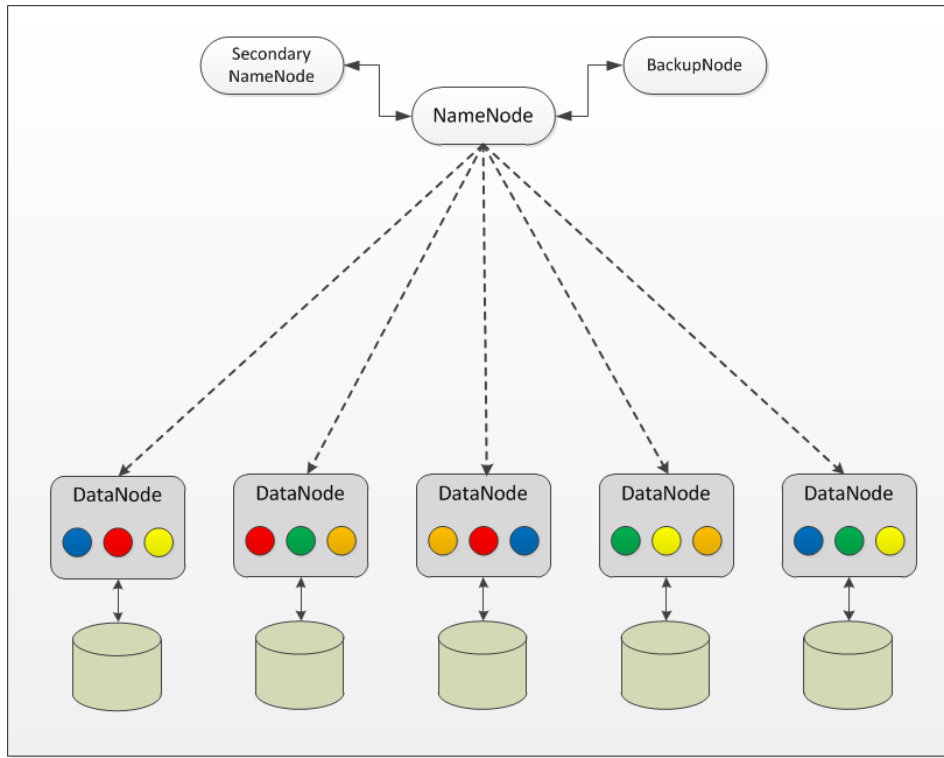 Secondary
NameNode
BackupNode
NameNode
DataNode
DataNode
DataNode
DataNode
DataNode